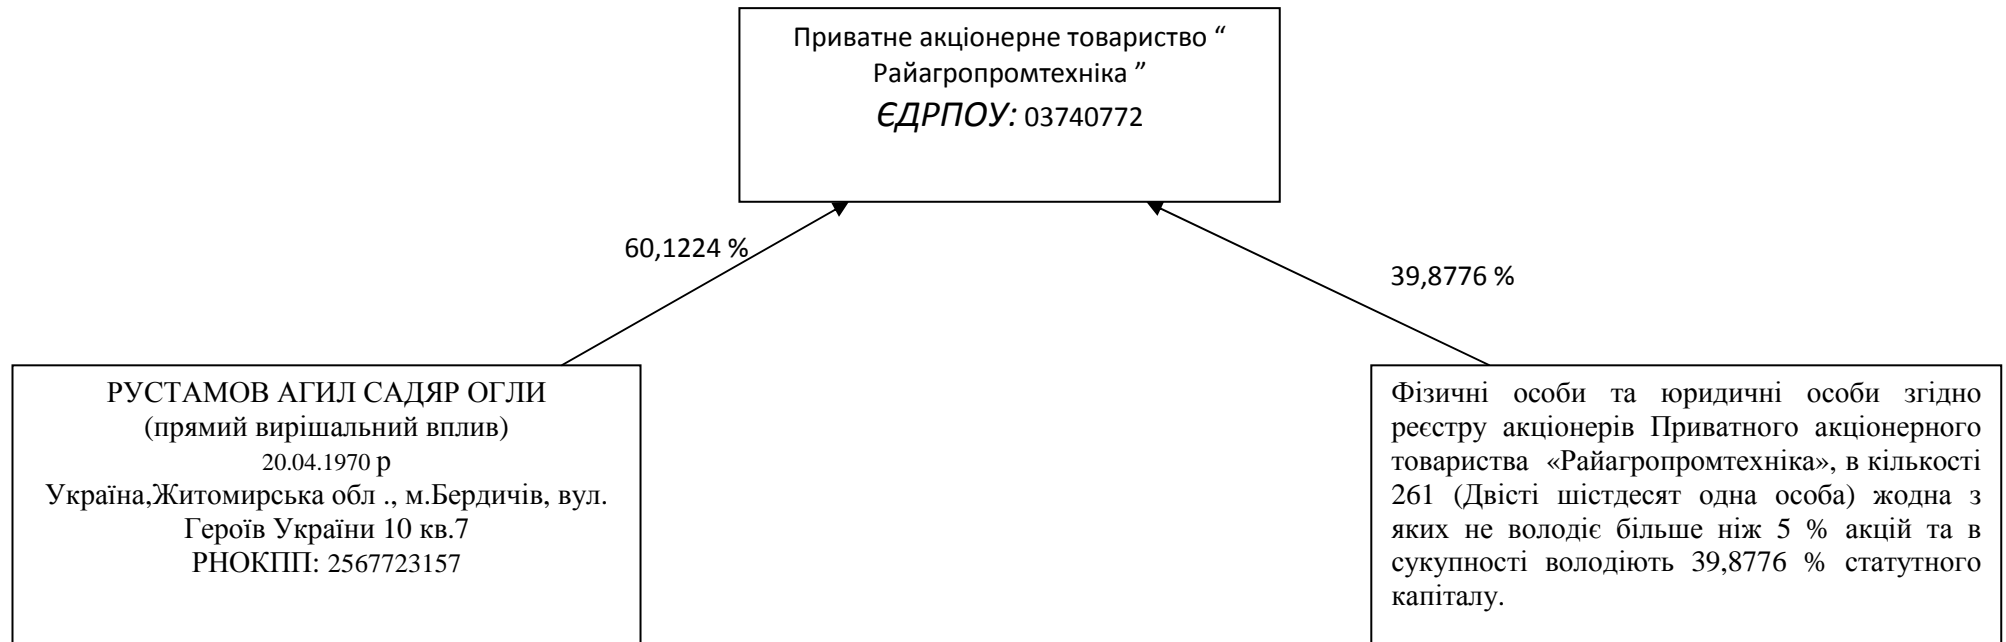 Приватне акціонерне товариство “
Райагропромтехніка ”
ЄДРПОУ: 03740772
60,1224 %
39,8776 %
РУСТАМОВ АГИЛ САДЯР ОГЛИ
(прямий вирішальний вплив)
20.04.1970 р
Україна,Житомирська обл ., м.Бердичів, вул.
Героїв України 10 кв.7
РНОКПП: 2567723157
Фізичні особи та юридичні особи згідно
реєстру акціонерів Приватного акціонерного
товариства «Райагропромтехніка», в кількості
261 (Двісті шістдесят одна особа) жодна з
яких не володіє більше ніж 5 % акцій та в
сукупності володіють 39,8776 % статутного
капіталу.